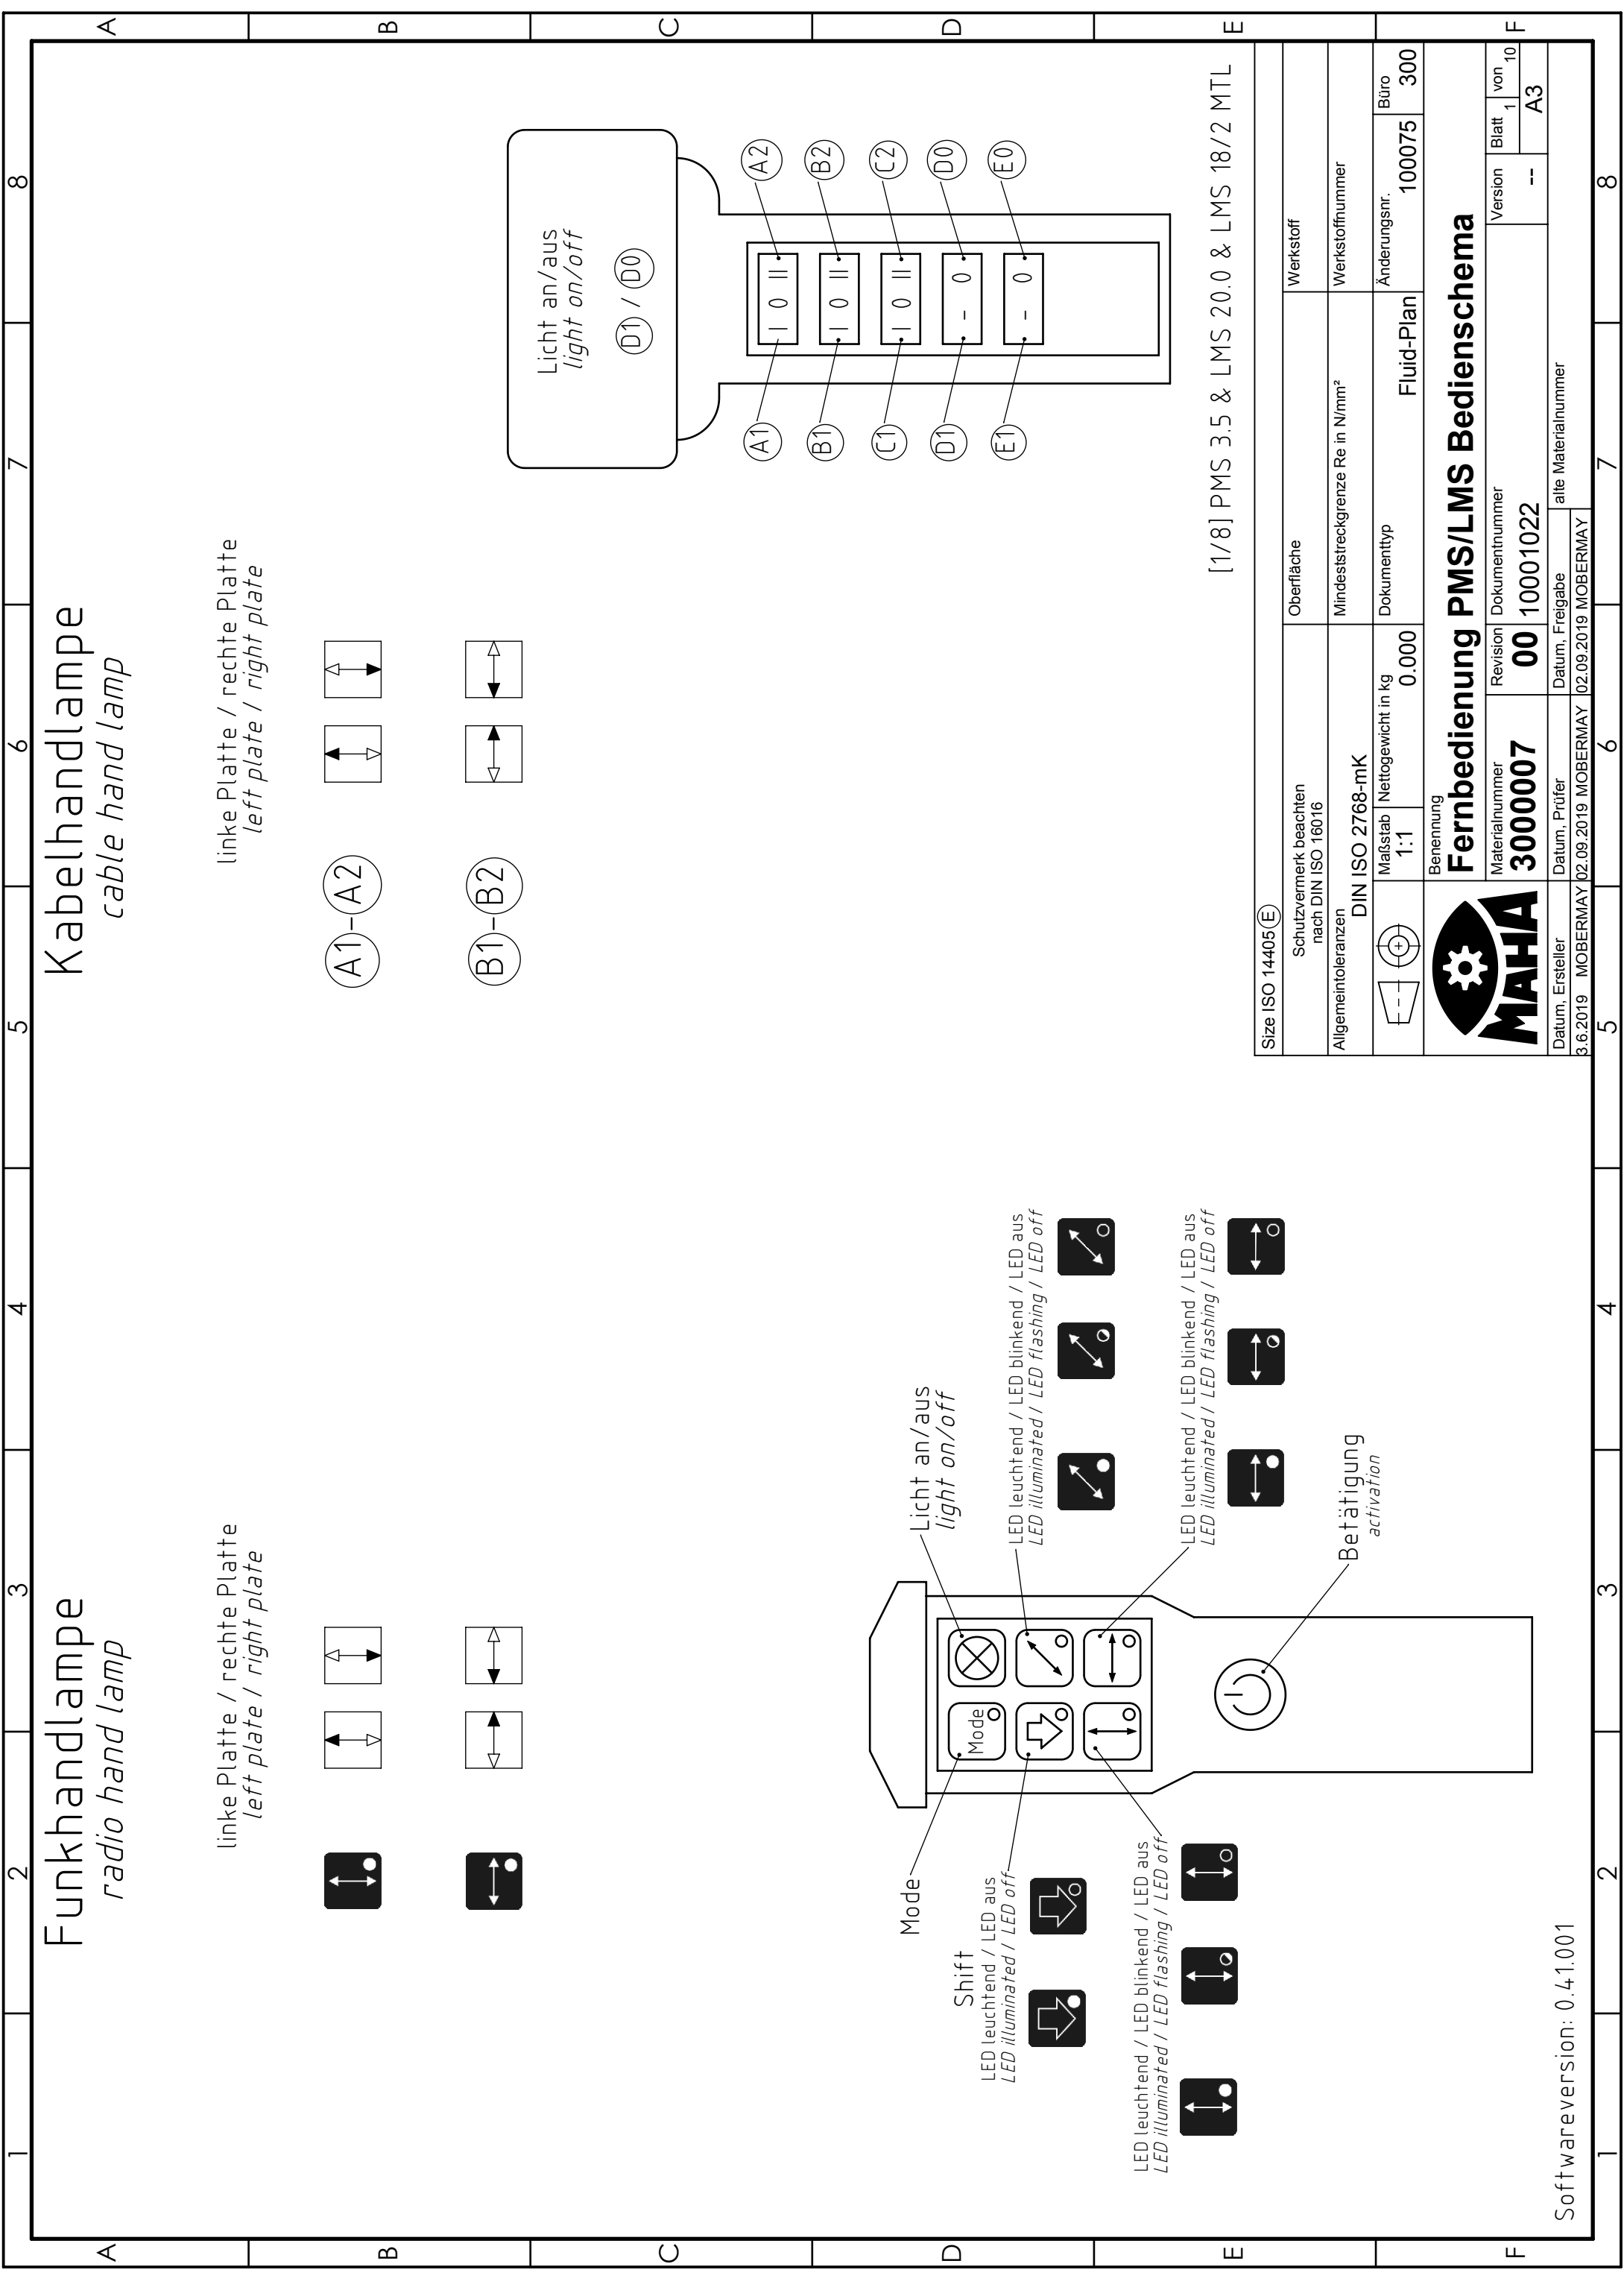 1 2 3 4 5 6 7 8
A
B
C
D
E
F
A
B
C
D
E
F
1 2 3 4 5 6 7 8
Funkhandlampe
radio hand lamp
linke Platte / rechte Platte
left plate / right plate
Kabelhandlampe
cable hand lamp
linke Platte / rechte Platte
left plate / right plate
A1-A2
B1-B2
Mode
Shift
LED leuchtend / LED aus
LED illuminated / LED off
LED leuchtend / LED blinkend / LED aus
LED illuminated / LED flashing / LED off
Mode
Licht an/aus
light on/off
LED leuchtend / LED blinkend / LED aus
LED illuminated / LED flashing / LED off
LED leuchtend / LED blinkend / LED aus
LED illuminated / LED flashing / LED off
Betätigung
activation
Softwareversion: 0.41.001
Licht an/aus
light on/off
D1 / D0
A1 I 0 II A2
B1 I 0 II B2
C1 I 0 II C2
D1 - 0 D0
E1 - 0 E0
[1/8] PMS 3.5 & LMS 20.0 & LMS 18/2 MTL
Size ISO 14405 E
Schutzvermerk beachten
nach DIN ISO 16016
Oberfläche
Werkstoff
Allgemeintoleranzen
DIN ISO 2768-mK
Mindeststreckgrenze Re in N/mm²
Werkstoffnummer
Maßstab
1:1
Nettogewicht in kg
0.000
Dokumenttyp
Fluid-Plan
Änderungsnr.
100075
Büro
300
Benennung
Fernbedienung PMS/LMS Bedienschema
MAHA
Materialnummer
3000007
Revision
00
Dokumentnummer
10001022
Version
--
Blatt 1 von 10
A3
Datum, Ersteller
3.6.2019 MOBERMAY
Datum, Prüfer
02.09.2019 MOBERMAY
Datum, Freigabe
02.09.2019 MOBERMAY
alte Materialnummer